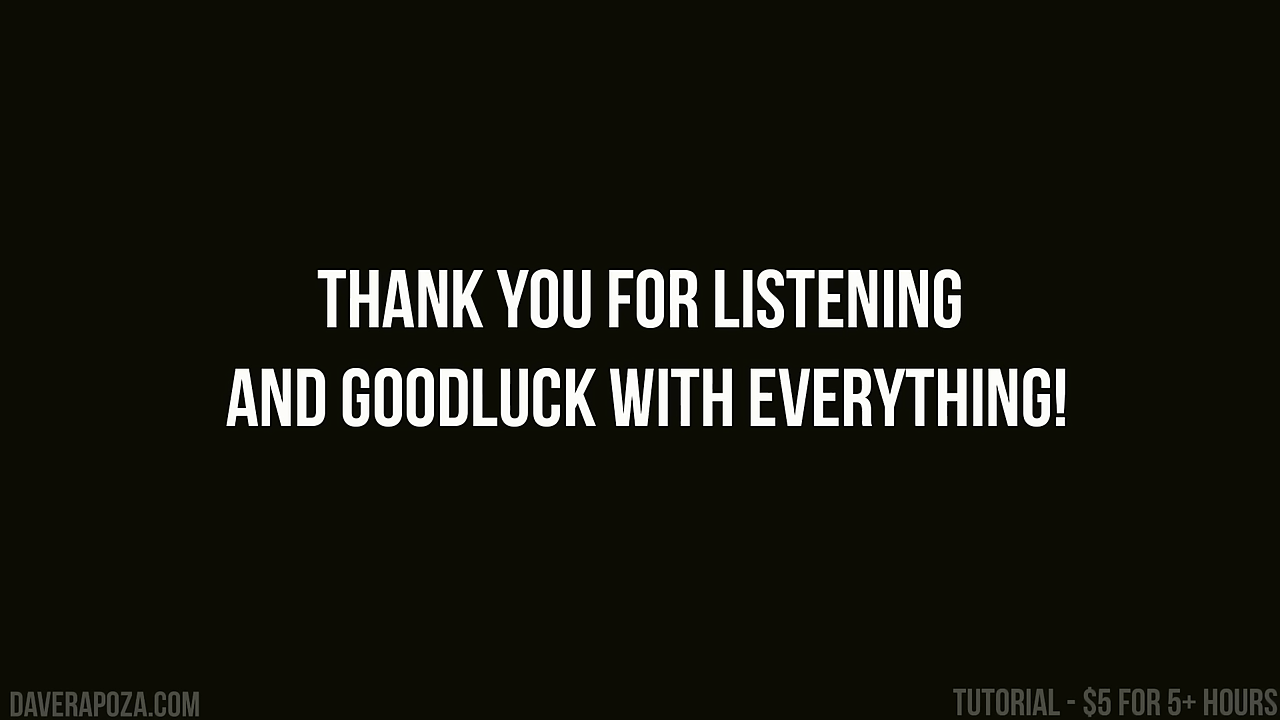 THANK YOU FOR LISTENING
AND GOODLUCK WITH EVERYTHING!
DAVERAPOZA.COM
TUTORIAL - $5 FOR 5+ HOURS